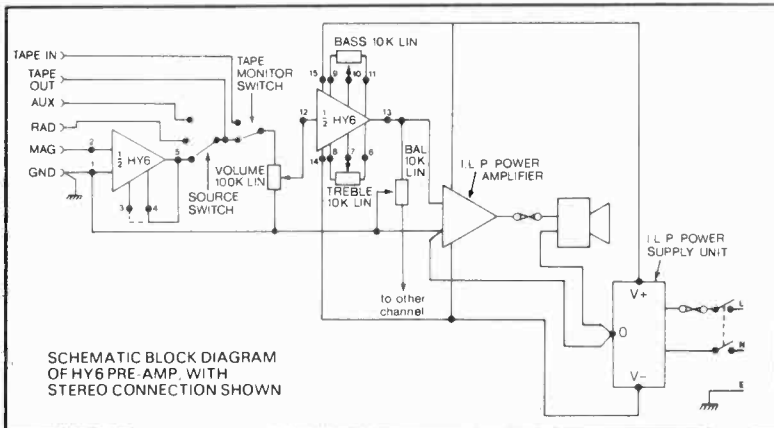 TAPE IN
TAPE
OUT
AUX
RAD
MAG
GND
2
1
1/2 HY6
5
3
4
TAPE
MONITOR
SWITCH
SOURCE
SWITCH
VOLUME
100K LIN
BASS 10K LIN
15
9
10
11
12
1/2 HY6
13
14
8
7
6
TREBLE
10K LIN
BAL
10K
LIN
to other
channel
I.L.P POWER
AMPLIFIER
I.L.P POWER
SUPPLY UNIT
V+
O
V-
L
N
E
SCHEMATIC BLOCK DIAGRAM
OF HY6 PRE-AMP, WITH
STEREO CONNECTION SHOWN